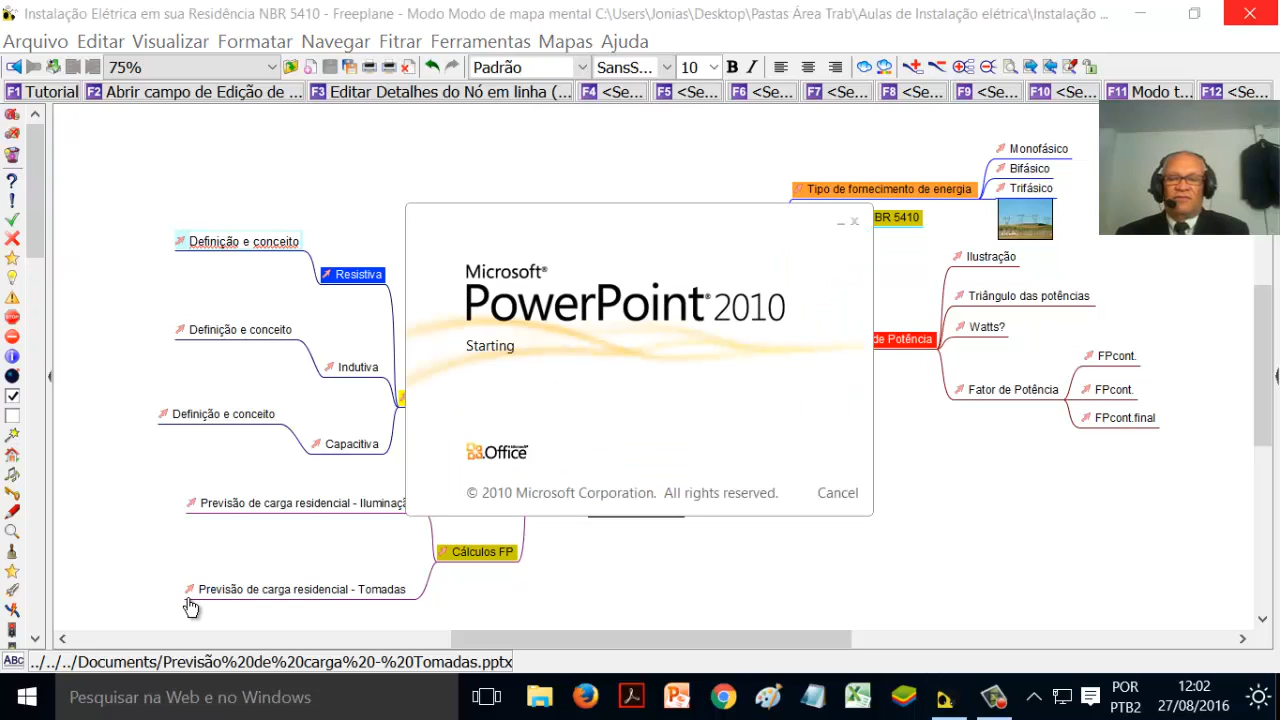 Instalação Elétrica em sua Residência NBR 5410 - Freeplane - Modo Modo de mapa mental C:\Users\Jonias\Desktop\Pastas Área Trab\Aulas de Instalação elétrica\Instalação ...
Arquivo Editar Visualizar Formatar Navegar Fitrar Ferramentas Mapas Ajuda
75% Padrão SansS... 10 B I
F1 Tutorial F2 Abrir campo de Edição de ... F3 Editar Detalhes do Nó em linha (... F4 <Se... F5 <Se... F6 <Se... F7 <Se... F8 <Se... F9 <Se... F10 <Se... F11 Modo t... F12 <Se...
Monofásico
Bifásico
Tipo de fornecimento de energia
Trifásico
BR 5410
Definição e conceito
Resistiva
Ilustração
Triângulo das potências
Watts?
de Potência
Definição e conceito
Indutiva
FPcont.
Fator de Potência
FPcont.
FPcont.final
Definição e conceito
Capacitiva
Microsoft®
PowerPoint® 2010
Starting
Microsoft®
Office
© 2010 Microsoft Corporation. All rights reserved. Cancel
Previsão de carga residencial - Iluminaçã
Cálculos FP
Previsão de carga residencial - Tomadas
ABC ../../../Documents/Previsão%20de%20carga%20-%20Tomadas.pptx
Pesquisar na Web e no Windows
POR
PTB2
12:02
27/08/2016